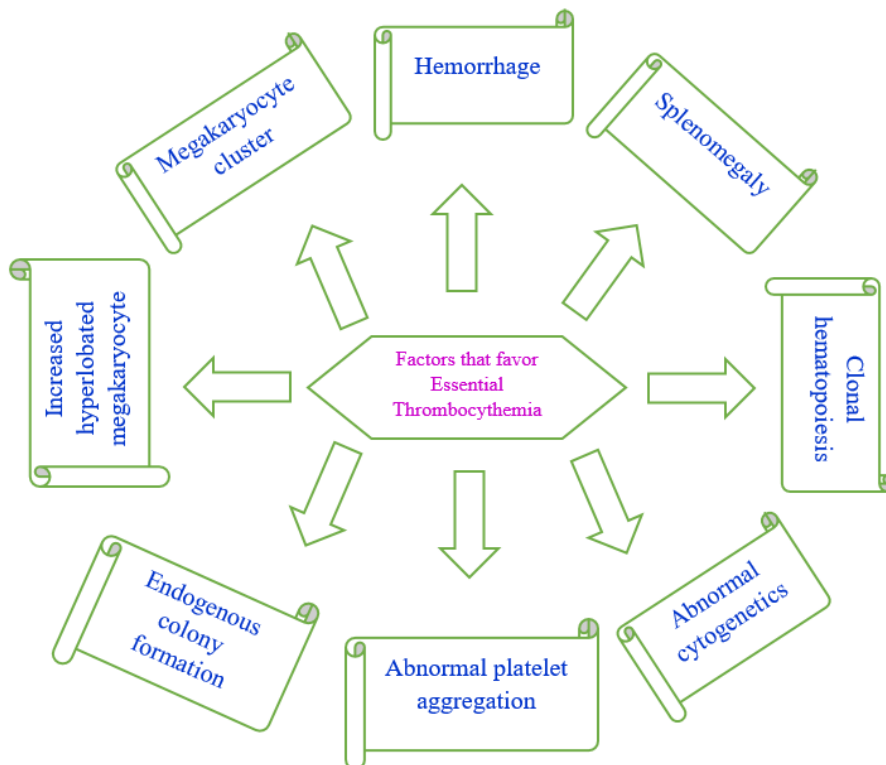 Hemorrhage
Megakaryocyte
cluster
Splenomegaly
Increased
hyperlobated
megakaryocyte
Factors that favor
Essential
Thrombocythemia
Clonal
hematopoiesis
Endogenous
colony
formation
Abnormal platelet
aggregation
Abnormal
cytogenetics